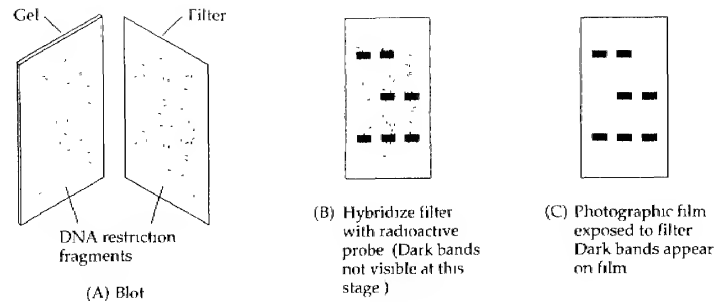 Gel
Filter
DNA restriction
fragments
(A) Blot
(B) Hybridize filter
with radioactive
probe (Dark bands
not visible at this
stage )
(C) Photographic film
exposed to filter
Dark bands appear
on film